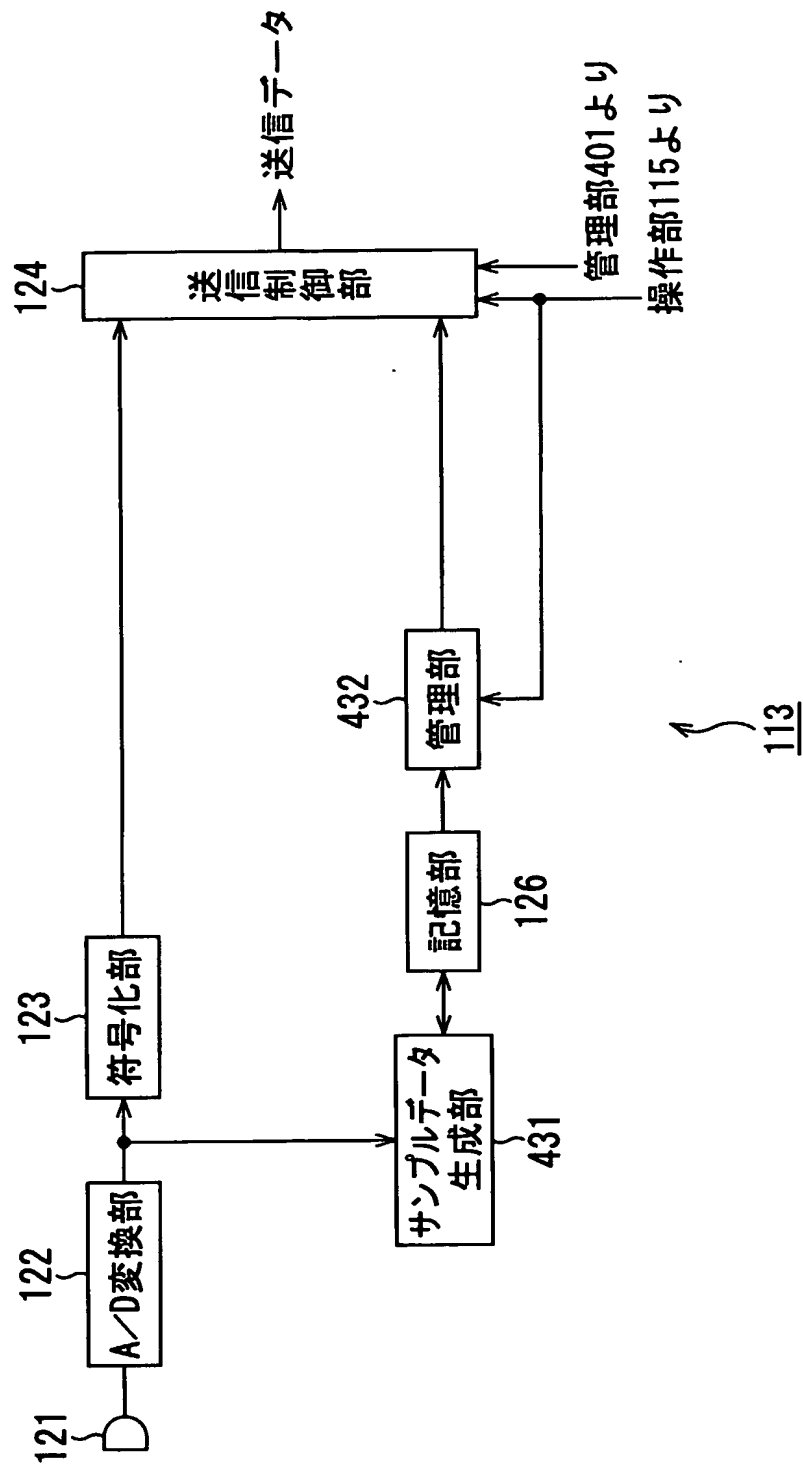 121
122
A/D変換部
123
符号化部
124
送信制御部
送信データ
サンプルデータ
生成部
431
記憶部
126
432
管理部
管理部401より
操作部115より
113